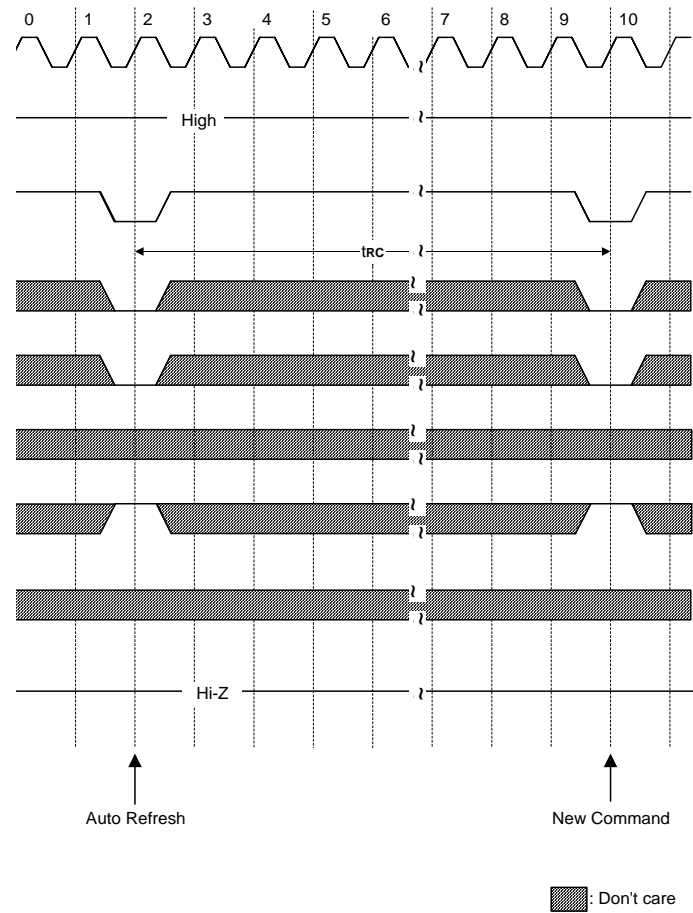 0 1 2 3 4 5 6 7 8 9 10
High
tRC
Hi-Z
Auto Refresh New Command
: Don't care